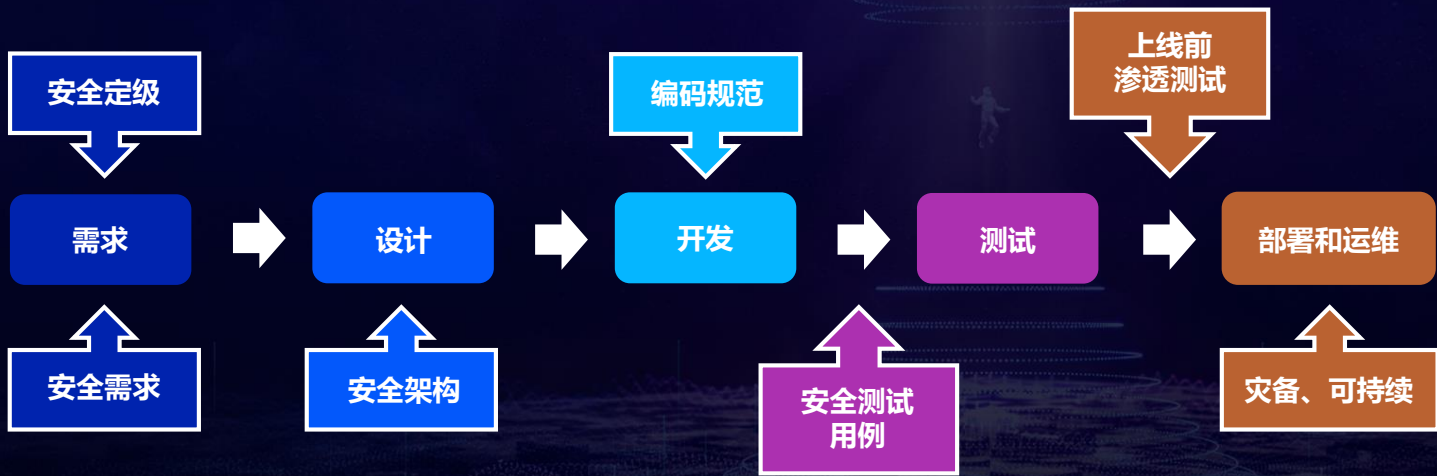 安全定级
编码规范
上线前
渗透测试
需求
设计
开发
测试
部署和运维
安全需求
安全架构
安全测试
用例
灾备、可持续